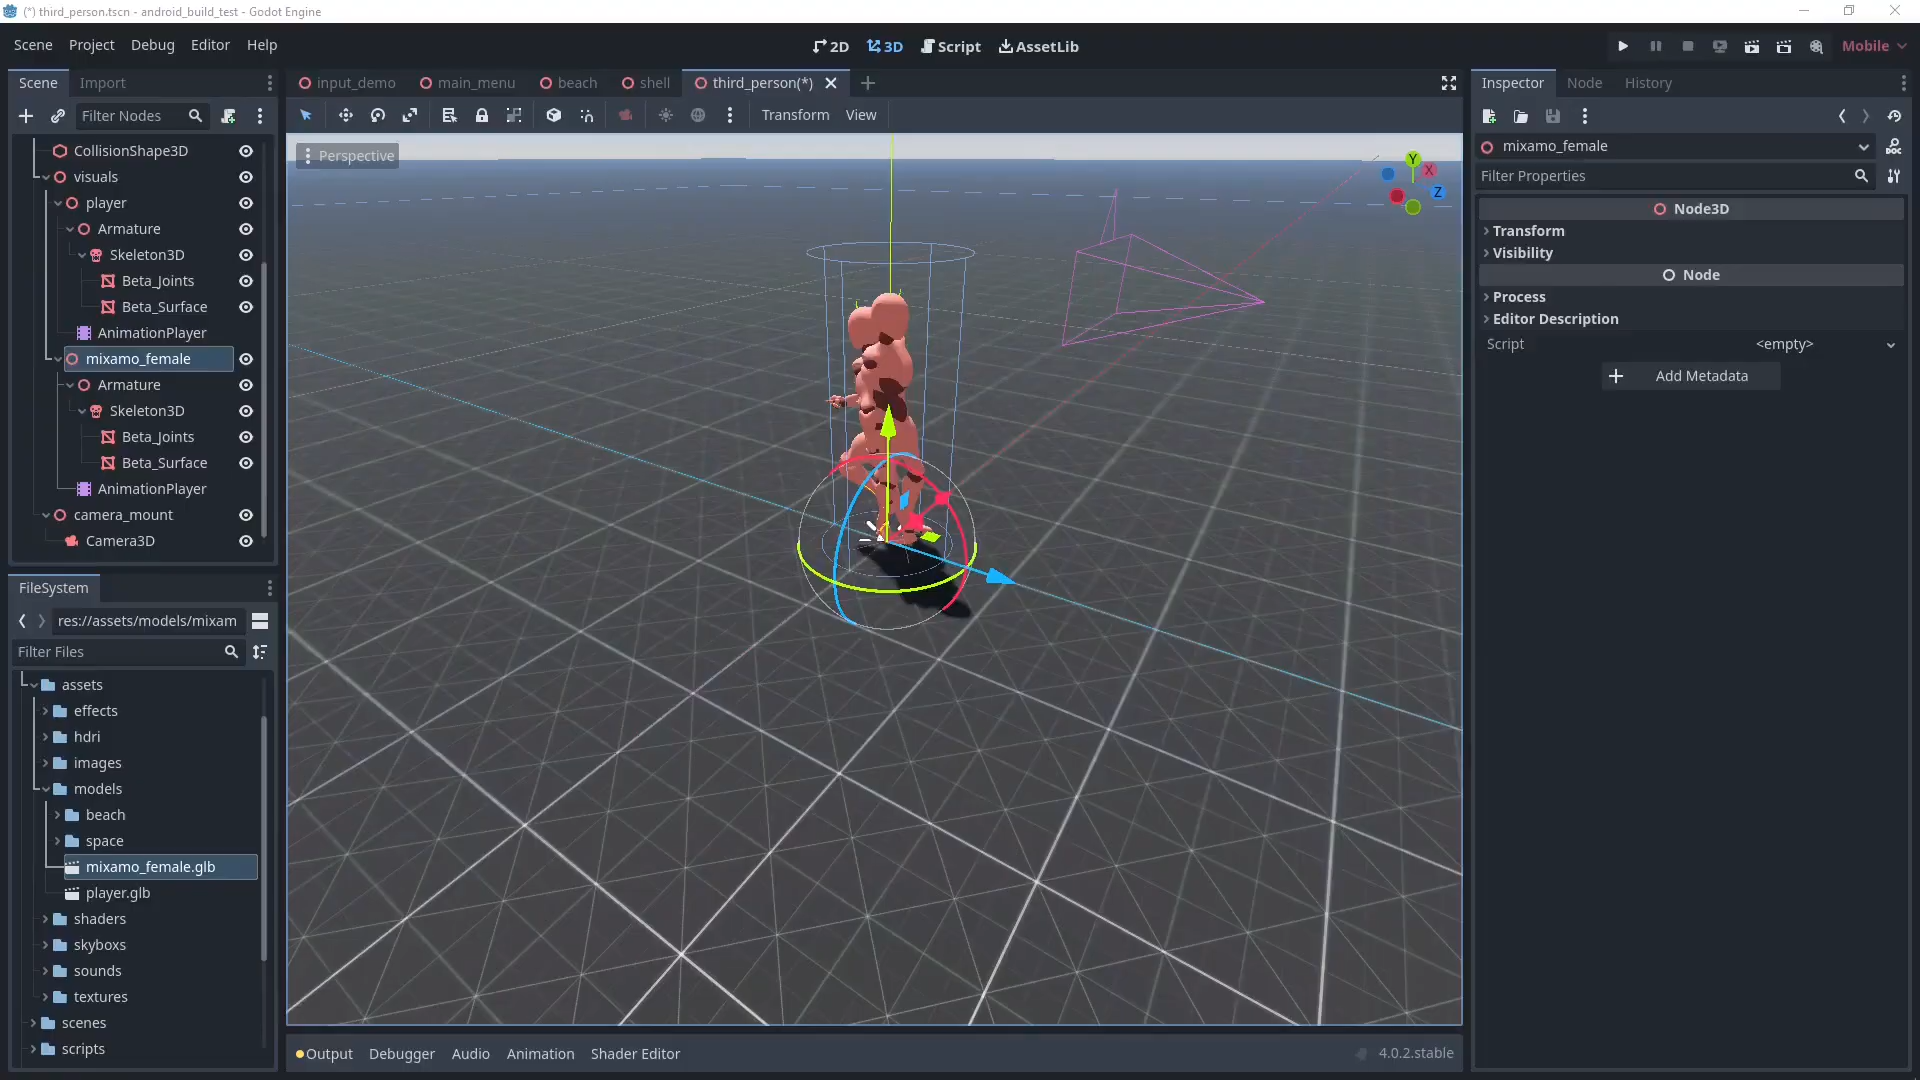 (*) third_person.tscn - android_build_test - Godot Engine
Scene Project Debug Editor Help
2D 3D Script AssetLib
Mobile
Scene Import
Filter Nodes
CollisionShape3D
visuals
player
Armature
Skeleton3D
Beta_Joints
Beta_Surface
AnimationPlayer
mixamo_female
Armature
Skeleton3D
Beta_Joints
Beta_Surface
AnimationPlayer
camera_mount
Camera3D
FileSystem
res://assets/models/mixam
Filter Files
assets
effects
hdri
images
models
beach
space
mixamo_female.glb
player.glb
shaders
skyboxs
sounds
textures
scenes
scripts
input_demo main_menu beach shell third_person(*)
Transform View
Perspective
Y
X
Z
Output Debugger Audio Animation Shader Editor
4.0.2.stable
Inspector Node History
mixamo_female
Filter Properties
Node3D
Transform
Visibility
Node
Process
Editor Description
Script <empty>
Add Metadata